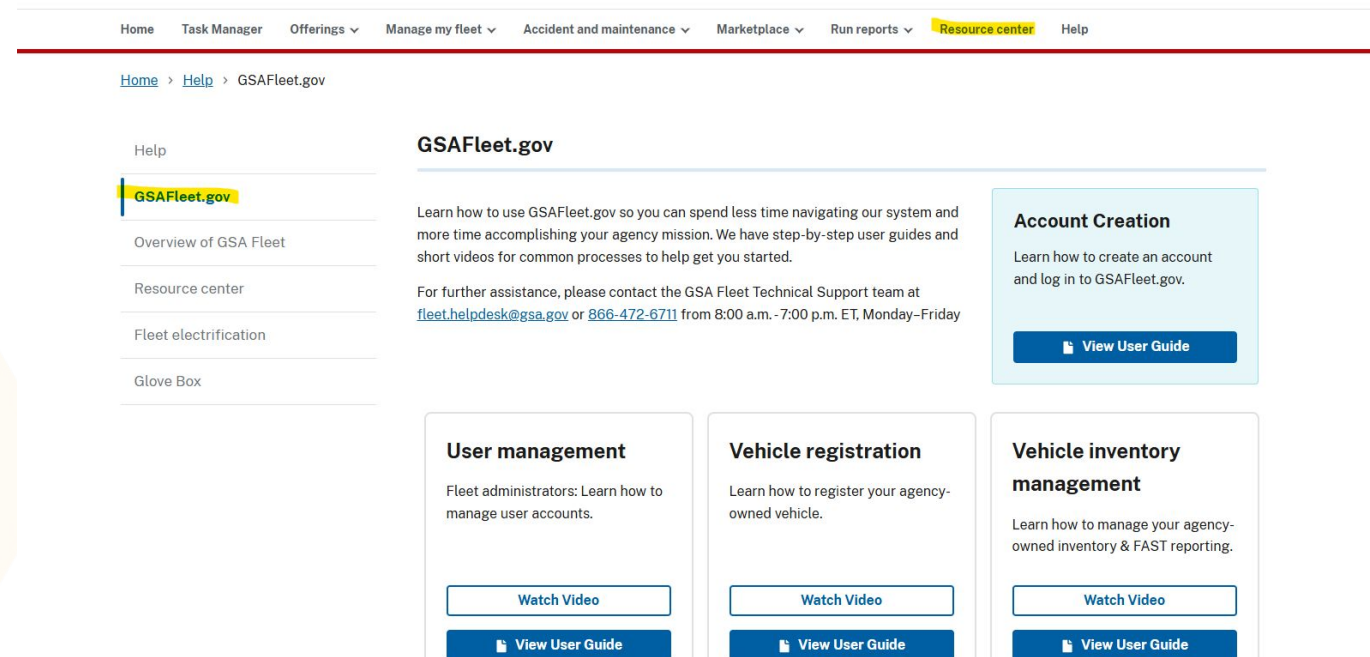 Home Task Manager Offerings Manage my fleet Accident and maintenance Marketplace Run reports Resource center Help
Home > Help > GSAFleet.gov
Help
GSAFleet.gov
Overview of GSA Fleet
Resource center
Fleet electrification
Glove Box
GSAFleet.gov
Learn how to use GSAFleet.gov so you can spend less time navigating our system and
more time accomplishing your agency mission. We have step-by-step user guides and
short videos for common processes to help get you started.
For further assistance, please contact the GSA Fleet Technical Support team at
fleet.helpdesk@gsa.gov or 866-472-6711 from 8:00 a.m. - 7:00 p.m. ET, Monday–Friday
Account Creation
Learn how to create an account
and log in to GSAFleet.gov.
View User Guide
User management
Fleet administrators: Learn how to
manage user accounts.
Watch Video
View User Guide
Vehicle registration
Learn how to register your agency-
owned vehicle.
Watch Video
View User Guide
Vehicle inventory
management
Learn how to manage your agency-
owned inventory & FAST reporting.
Watch Video
View User Guide